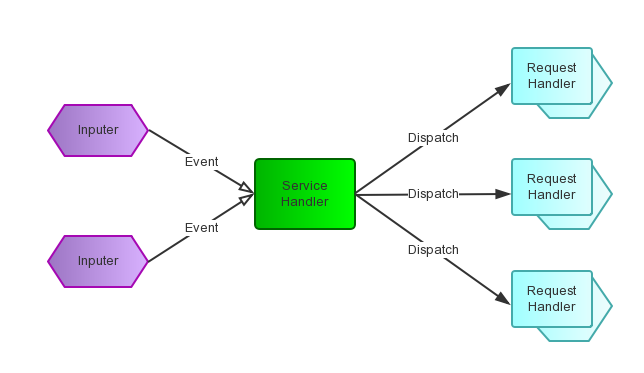 Inputer
Event
Inputer
Event
Service
Handler
Dispatch
Dispatch
Dispatch
Request
Handler
Request
Handler
Request
Handler